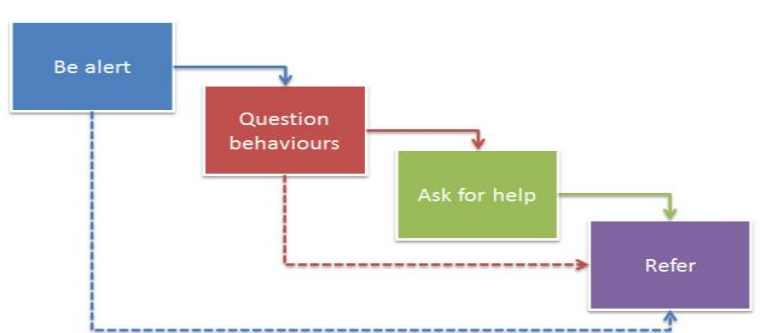 Be alert
Question
behaviours
Ask for help
Refer